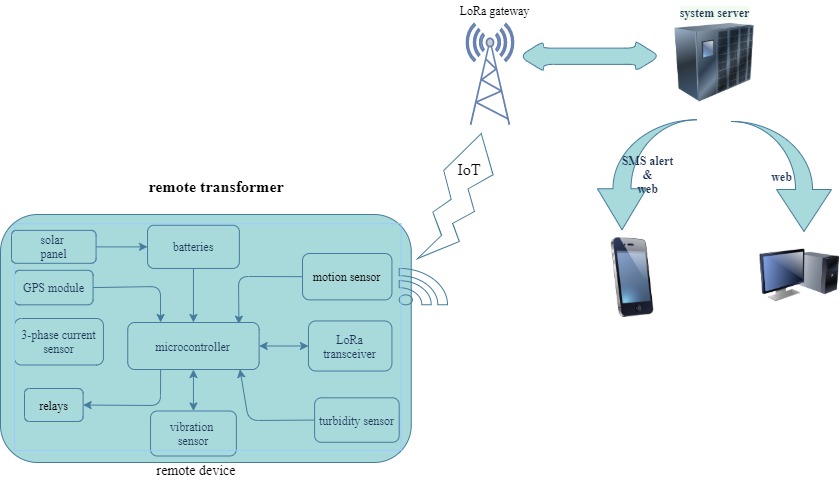 LoRa gateway
system server
IoT
SMS alert
&
web
web
remote transformer
solar
panel
batteries
GPS module
motion sensor
3-phase current
sensor
microcontroller
LoRa
transceiver
relays
vibration
sensor
turbidity sensor
remote device